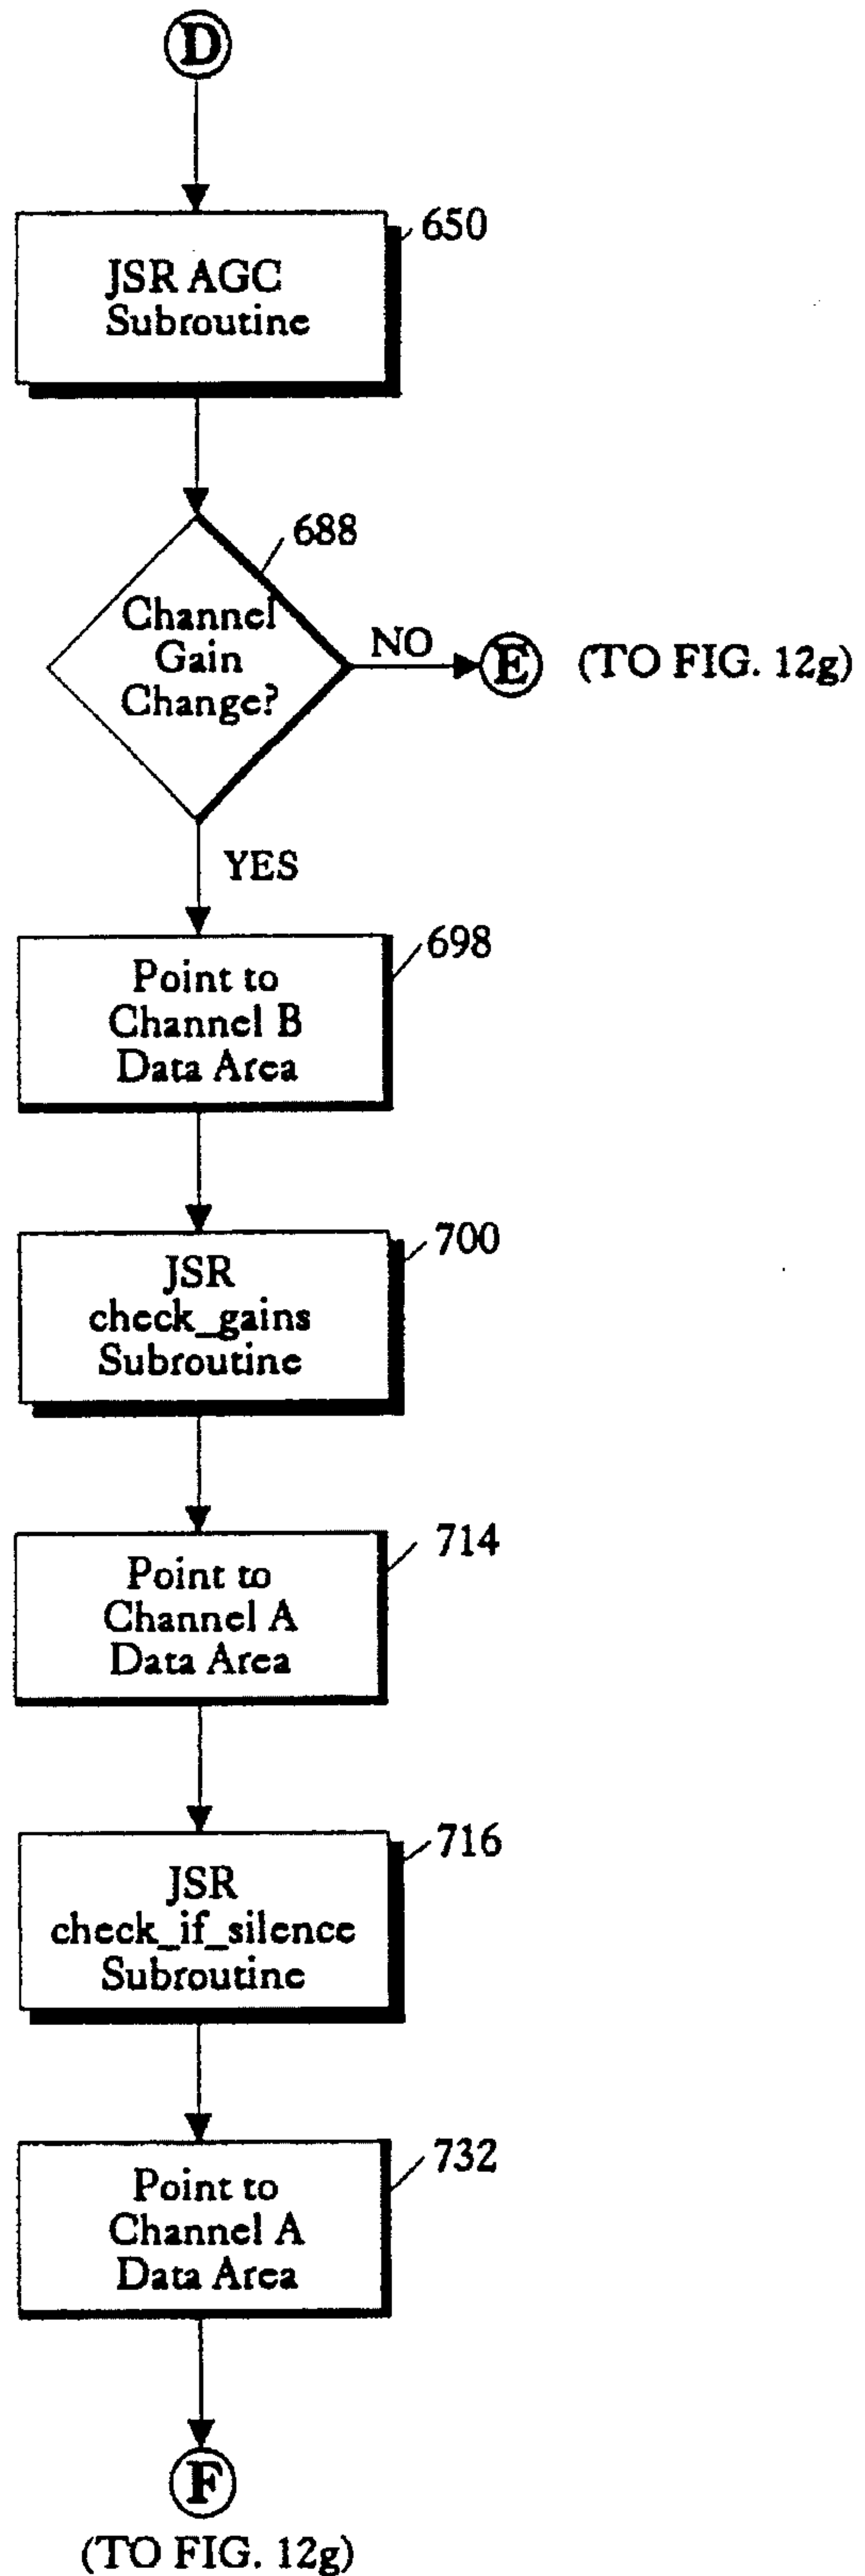 D
650
JSR AGC
Subroutine
688
Channel
Gain
Change?
NO
E
(TO FIG. 12g)
YES
698
Point to
Channel B
Data Area
700
JSR
check_gains
Subroutine
714
Point to
Channel A
Data Area
716
JSR
check_if_silence
Subroutine
732
Point to
Channel A
Data Area
F
(TO FIG. 12g)